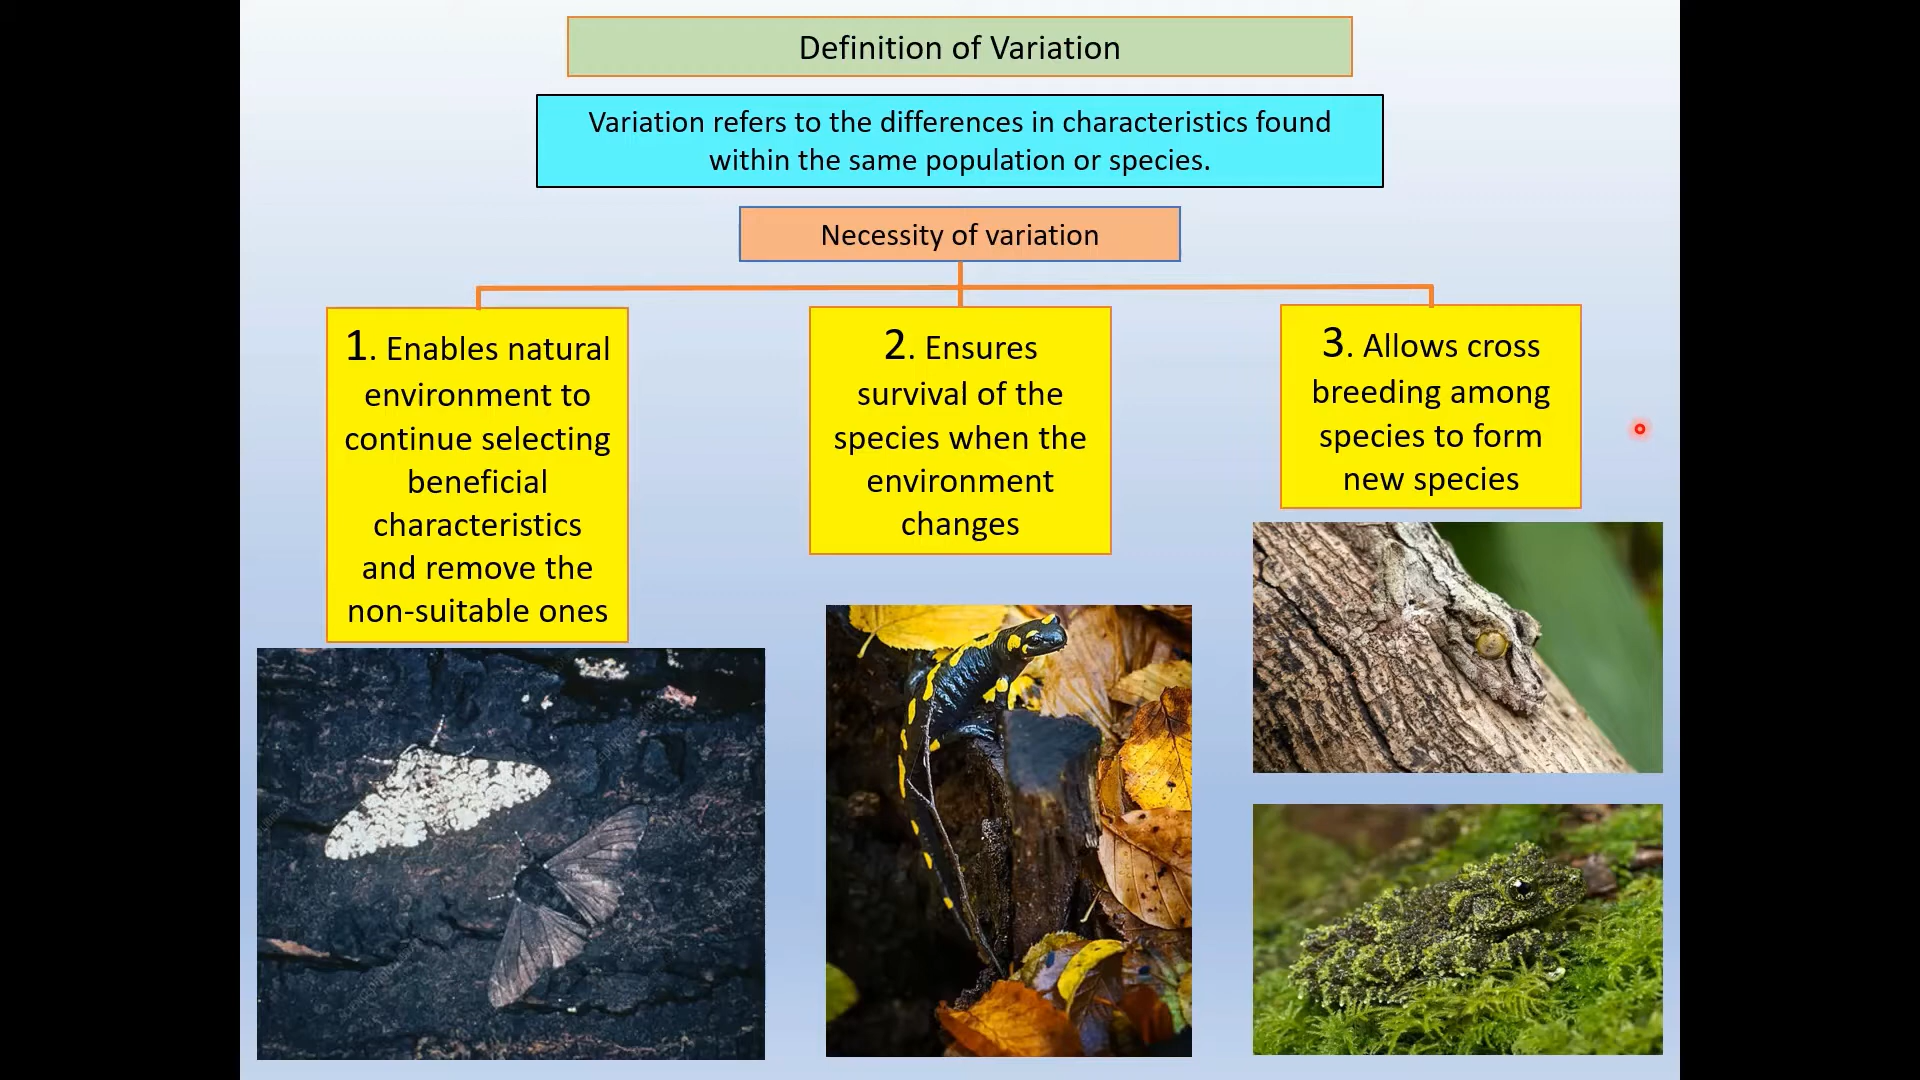 Definition of Variation
Variation refers to the differences in characteristics found
within the same population or species.
Necessity of variation
1. Enables natural
environment to
continue selecting
beneficial
characteristics
and remove the
non-suitable ones
2. Ensures
survival of the
species when the
environment
changes
3. Allows cross
breeding among
species to form
new species